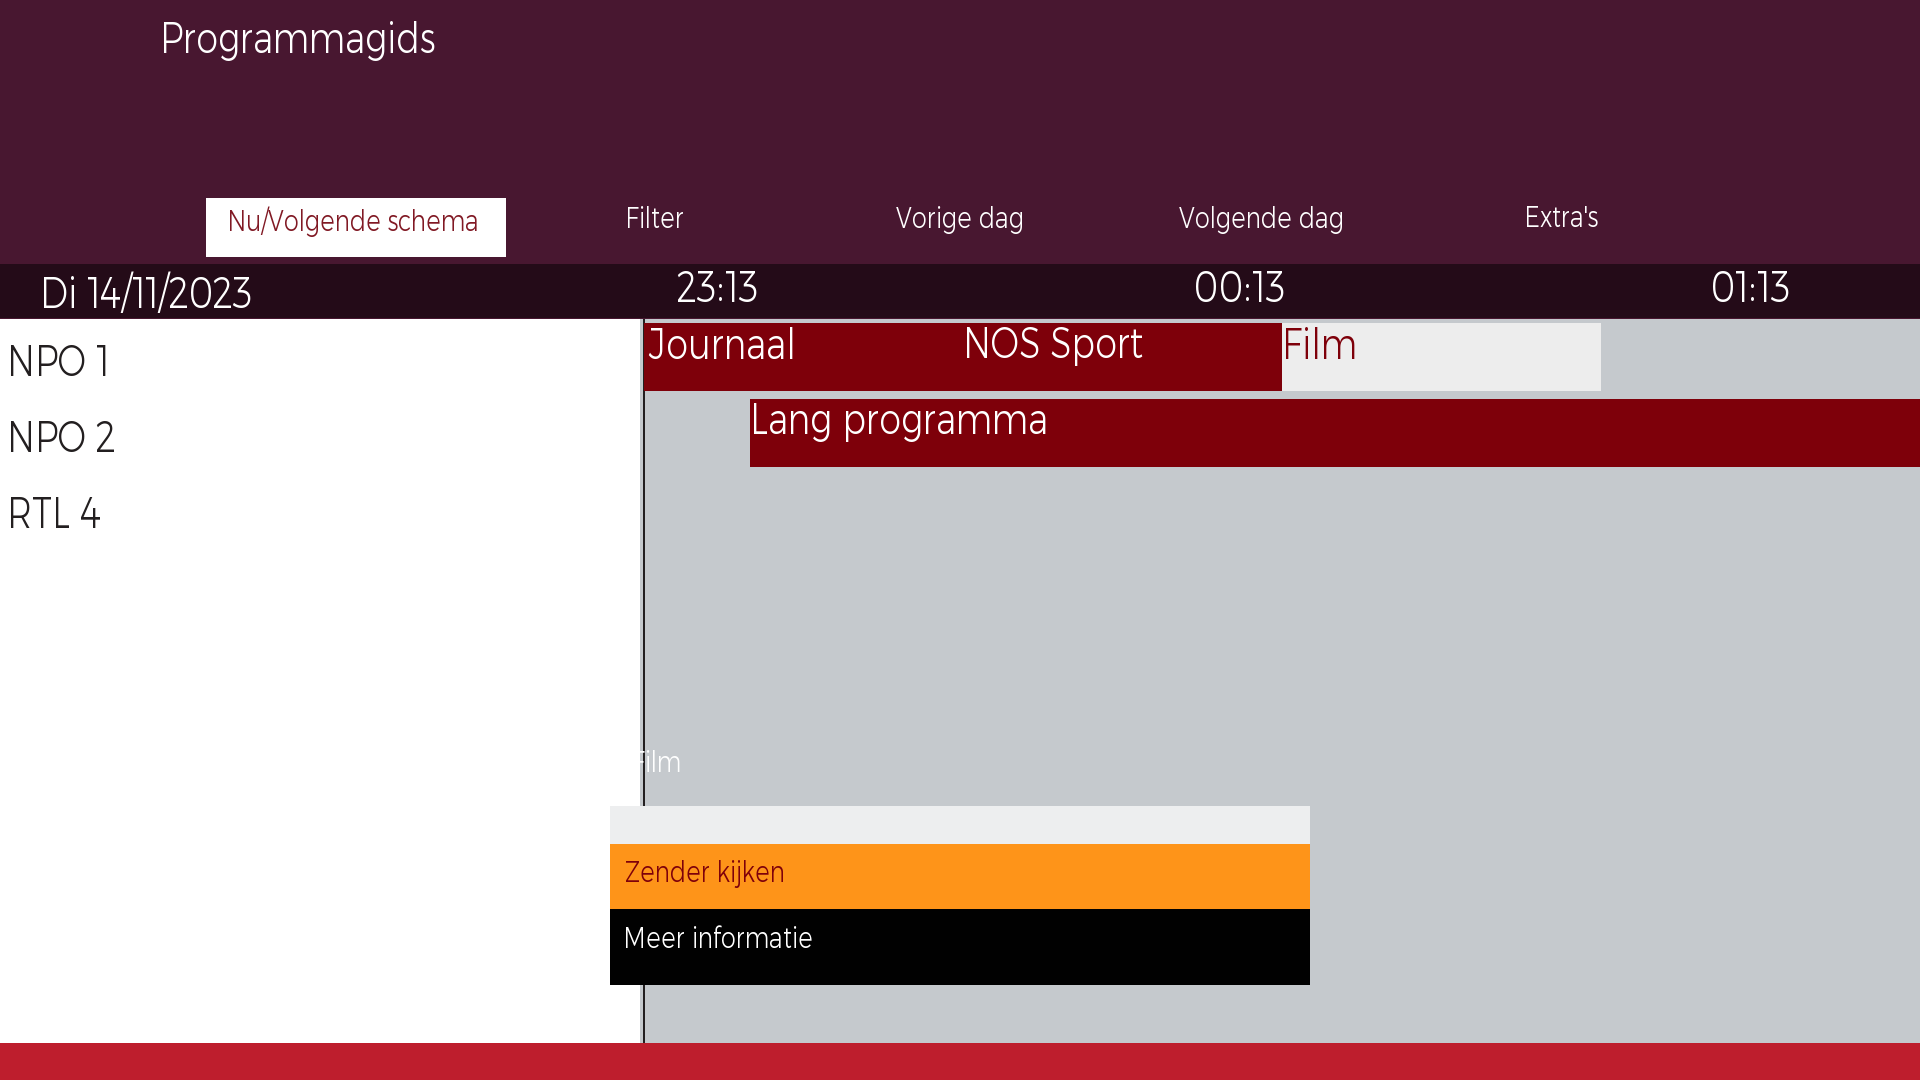 Programmagids
Nu/Volgende schema
Filter
Vorige dag
Volgende dag
Extra's
Di 14/11/2023
23:13
00:13
01:13
NPO 1
Journaal
NOS Sport
Film
NPO 2
Lang programma
RTL 4
Film
Zender kijken
Meer informatie